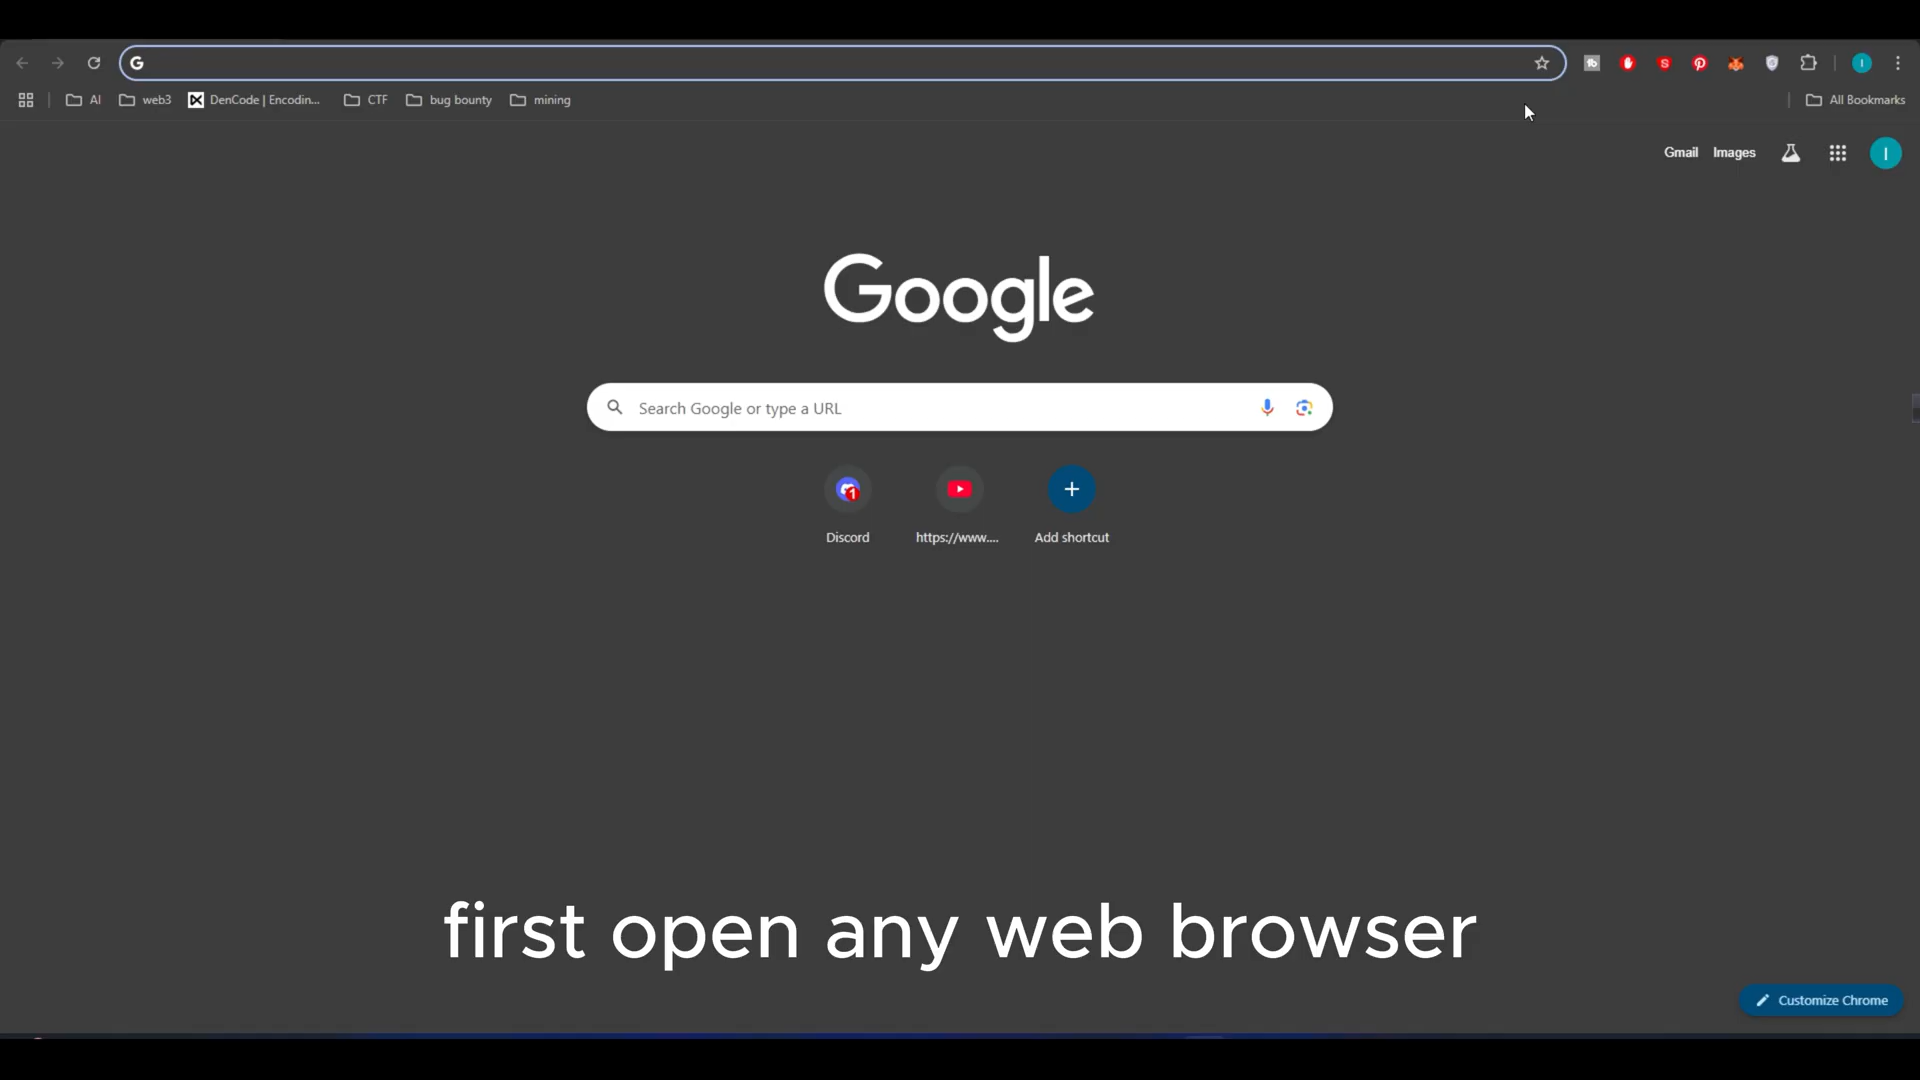 AI
web3
DenCode | Encodin...
CTF
bug bounty
mining
All Bookmarks
Gmail
Images
I
Google
Search Google or type a URL
1
Discord
https://www....
Add shortcut
first open any web browser
Customize Chrome